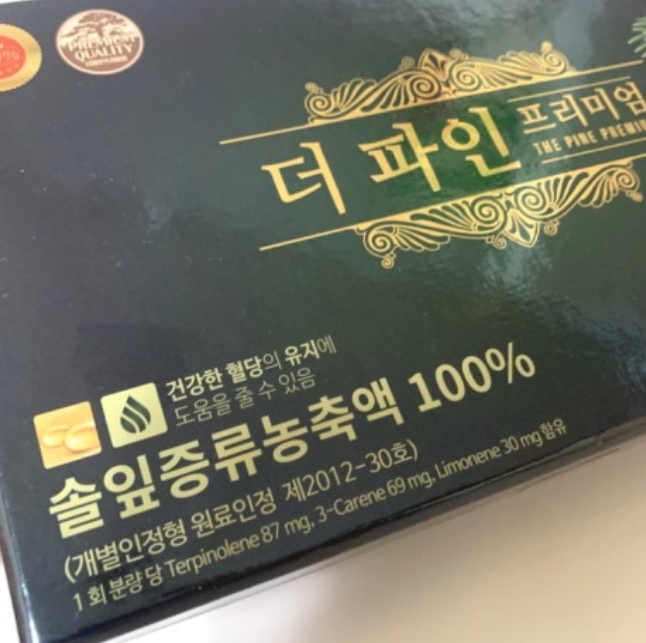 PREMIUM
QUALITY
더 파인 프리미엄
THE PINE PREMIU
건강한 혈당의 유지에
도움을 줄 수 있음
솔잎증류농축액 100%
(개별인정형 원료인정 제2012-30호)
1회 분량 당 Terpinolene 87 mg, 3-Carene 69 mg, Limonene 30 mg 함유